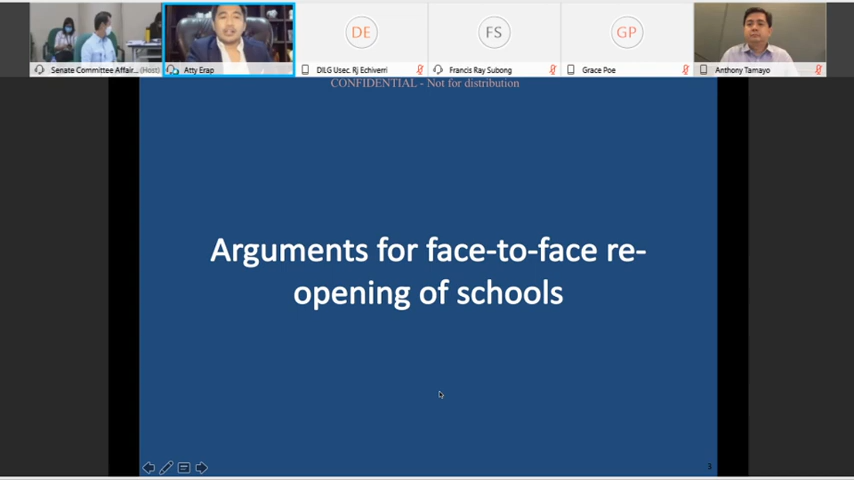 DE
FS
GP
Senate Committee Affair... (Host)
Atty Erap
DILG Usec. Rj Echiverri
Francis Ray Subong
Grace Poe
Anthony Tamayo
CONFIDENTIAL - Not for distribution
Arguments for face-to-face re-
opening of schools
3